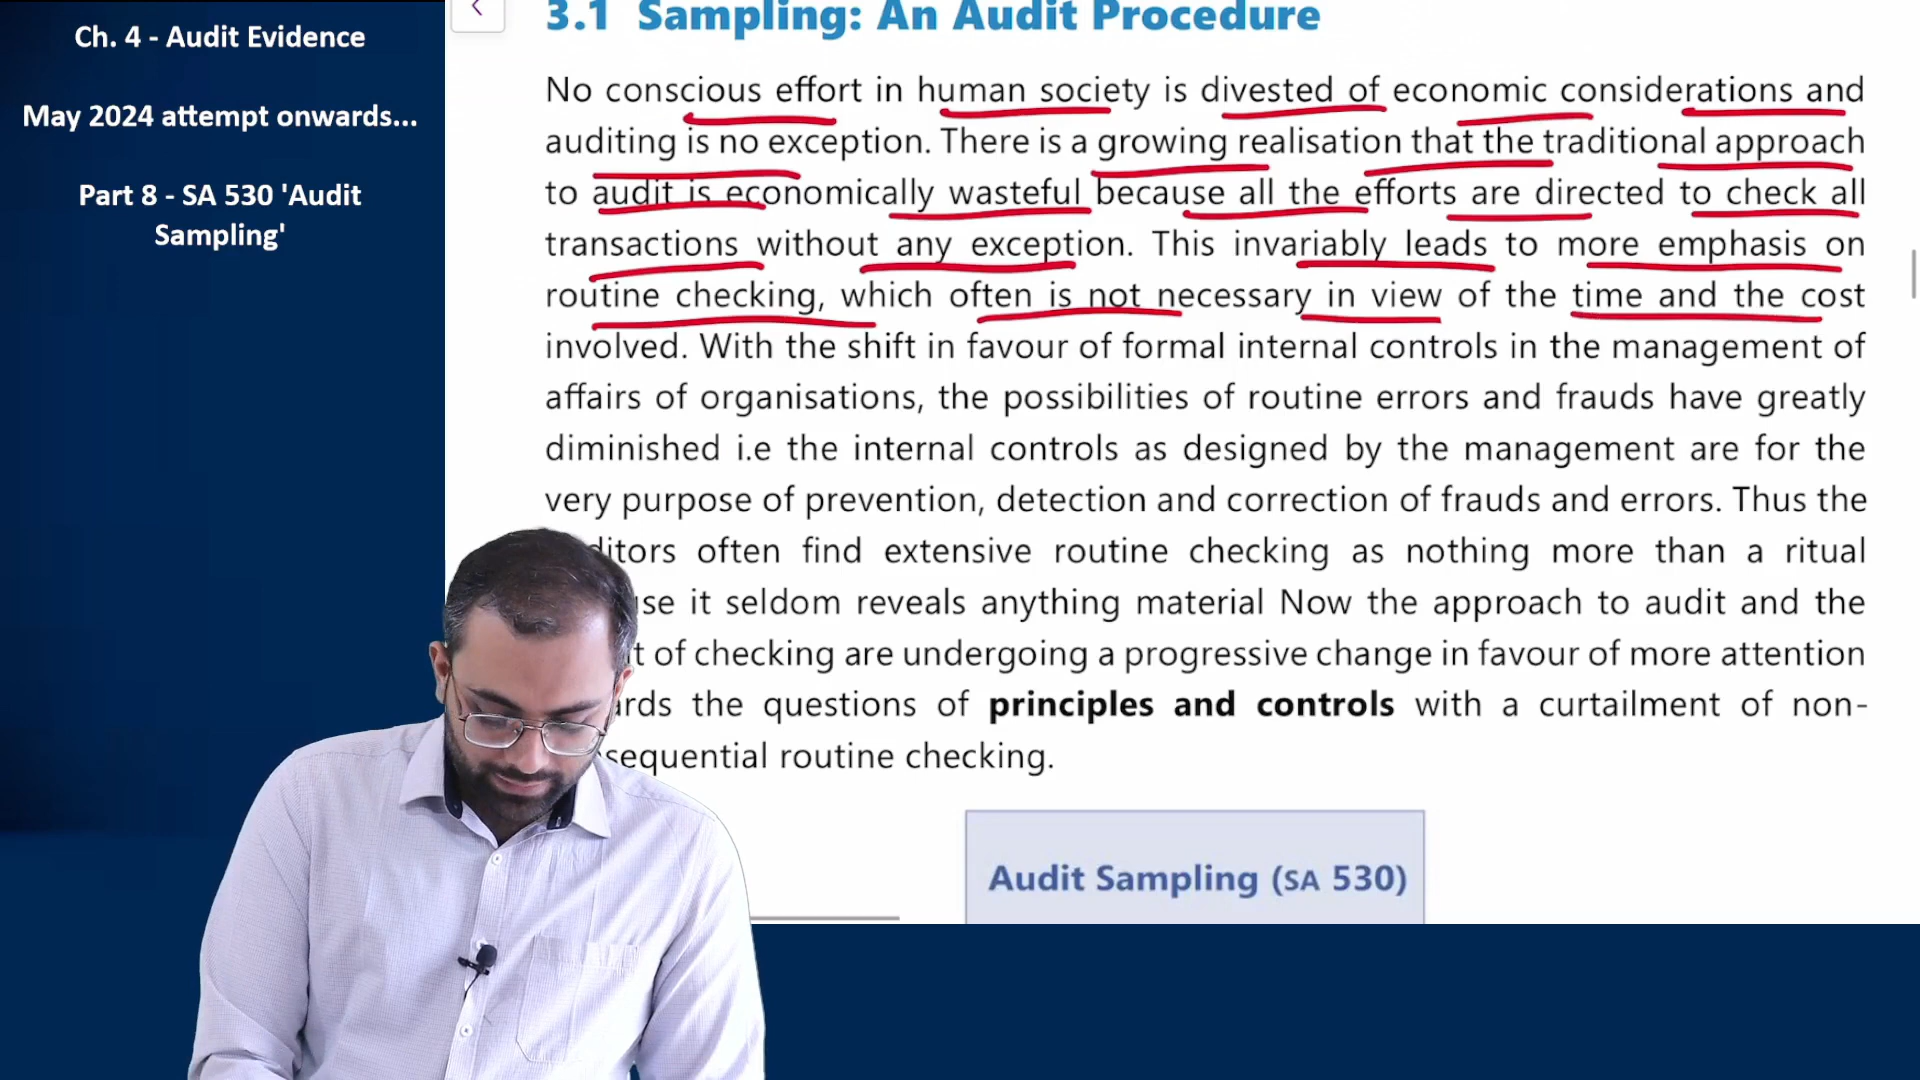 Ch. 4 - Audit Evidence
May 2024 attempt onwards...
Part 8 - SA 530 'Audit
Sampling'
3.1 Sampling: An Audit Procedure
No conscious effort in human society is divested of economic considerations and
auditing is no exception. There is a growing realisation that the traditional approach
to audit is economically wasteful because all the efforts are directed to check all
transactions without any exception. This invariably leads to more emphasis on
routine checking, which often is not necessary in view of the time and the cost
involved. With the shift in favour of formal internal controls in the management of
affairs of organisations, the possibilities of routine errors and frauds have greatly
diminished i.e the internal controls as designed by the management are for the
very purpose of prevention, detection and correction of frauds and errors. Thus the
often find extensive routine checking as nothing more than a ritual
it seldom reveals anything material Now the approach to audit and the
of checking are undergoing a progressive change in favour of more attention
the questions of principles and controls with a curtailment of non-
routine checking.
Audit Sampling (SA 530)